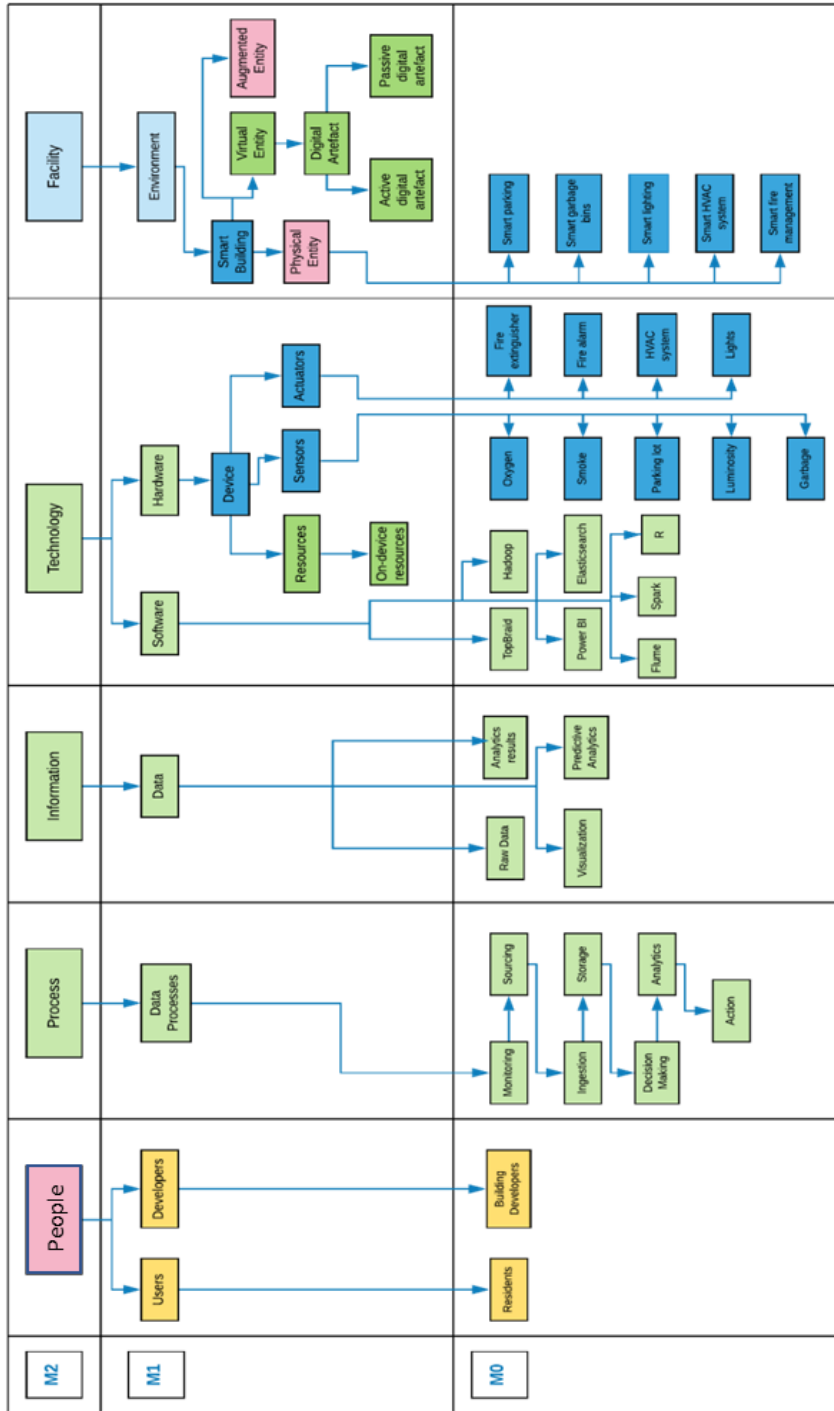 M2
People
Process
Information
Technology
Facility
M1
Users
Developers
Data
Processes
Data
Software
Hardware
Environment
Device
Smart
Building
Virtual
Entity
Augmented Entity
Resources
Sensors
Actuators
Physical
Entity
Digital
Artefact
On-device
resources
Active
digital
artefact
Passive
digital
artefact
M0
Residents
Building
Developers
Monitoring
Sourcing
Raw Data
Analytics
results
TopBraid
Hadoop
Oxygen
Fire
extinguisher
Smart parking
Ingestion
Storage
Visualization
Predictive
Analytics
Power BI
Elasticsearch
Smoke
Fire alarm
Smart garbage
bins
Decision
Making
Analytics
Flume
Spark
R
Parking lot
HVAC
system
Smart lighting
Action
Luminosity
Lights
Smart HVAC
system
Garbage
Smart fire
management